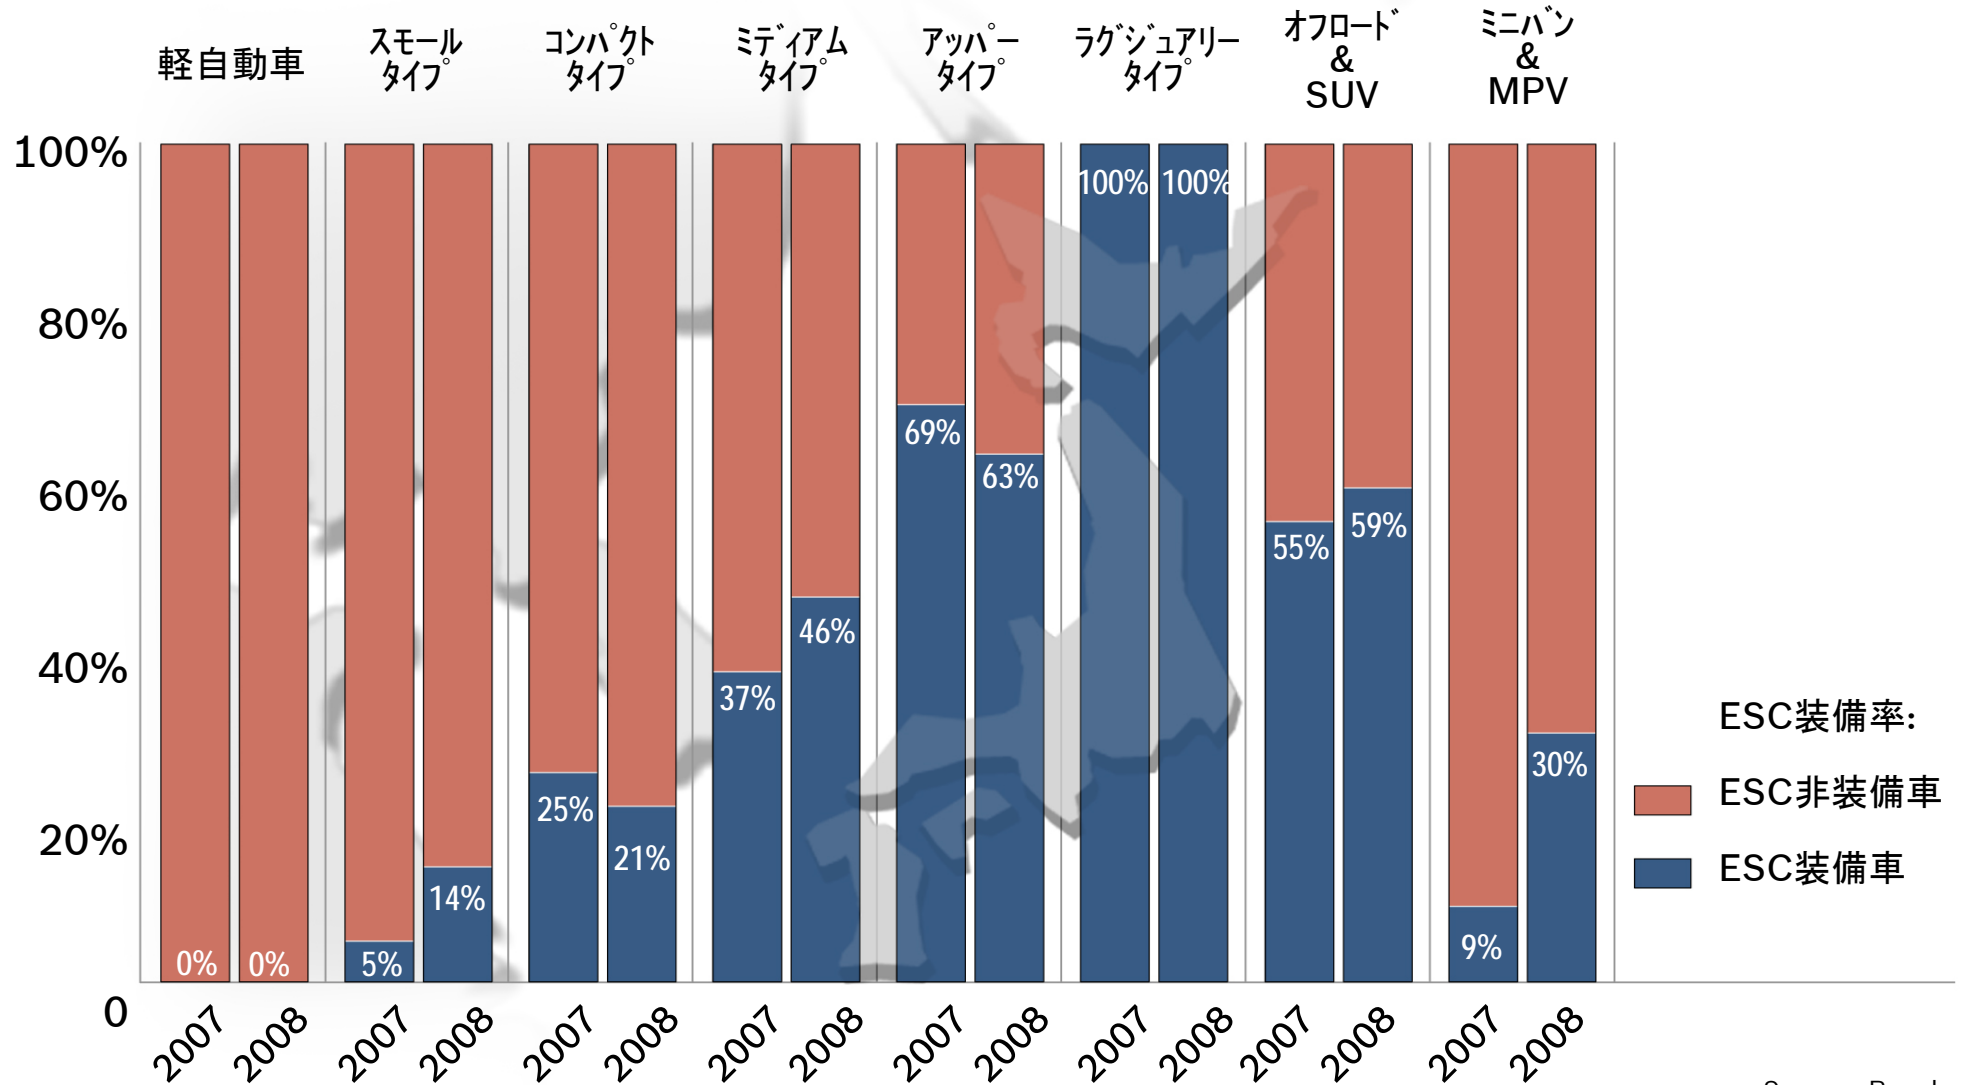 軽自動車
スモール
タイプ
コンパクト
タイプ
ミディアム
タイプ
アッパー
タイプ
ラグジュアリー
タイプ
オフロード
&
SUV
ミニバン
&
MPV
100%
80%
60%
40%
20%
0
0%
0%
5%
14%
25%
21%
37%
46%
69%
63%
100%
100%
55%
59%
9%
30%
2007
2008
2007
2008
2007
2008
2007
2008
2007
2008
2007
2008
2007
2008
2007
2008
ESC装備率:
ESC非装備車
ESC装備車